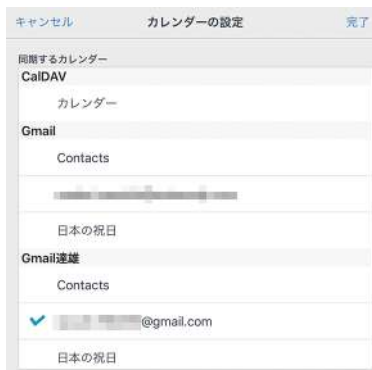 キャンセル カレンダーの設定 完了
同期するカレンダー
CalDAV
カレンダー
Gmail
Contacts
日本の祝日
Gmail達雄
Contacts
@gmail.com
日本の祝日